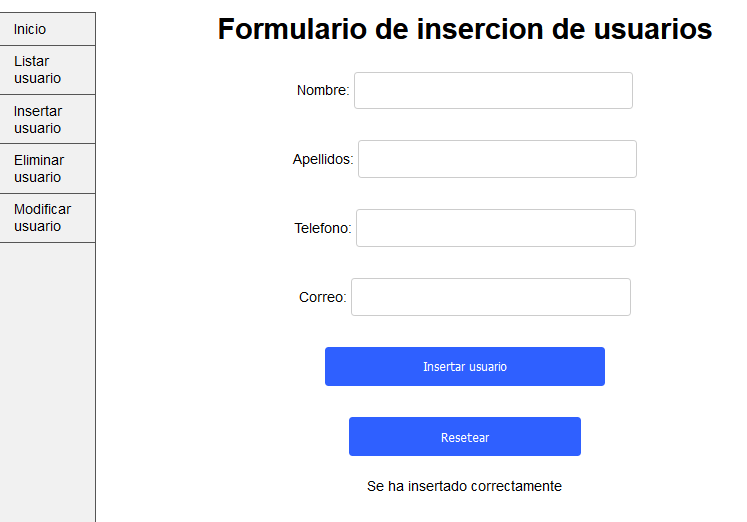 Inicio
Listar
usuario
Insertar
usuario
Eliminar
usuario
Modificar
usuario
Formulario de insercion de usuarios
Nombre:
Apellidos:
Telefono:
Correo:
Insertar usuario
Resetear
Se ha insertado correctamente